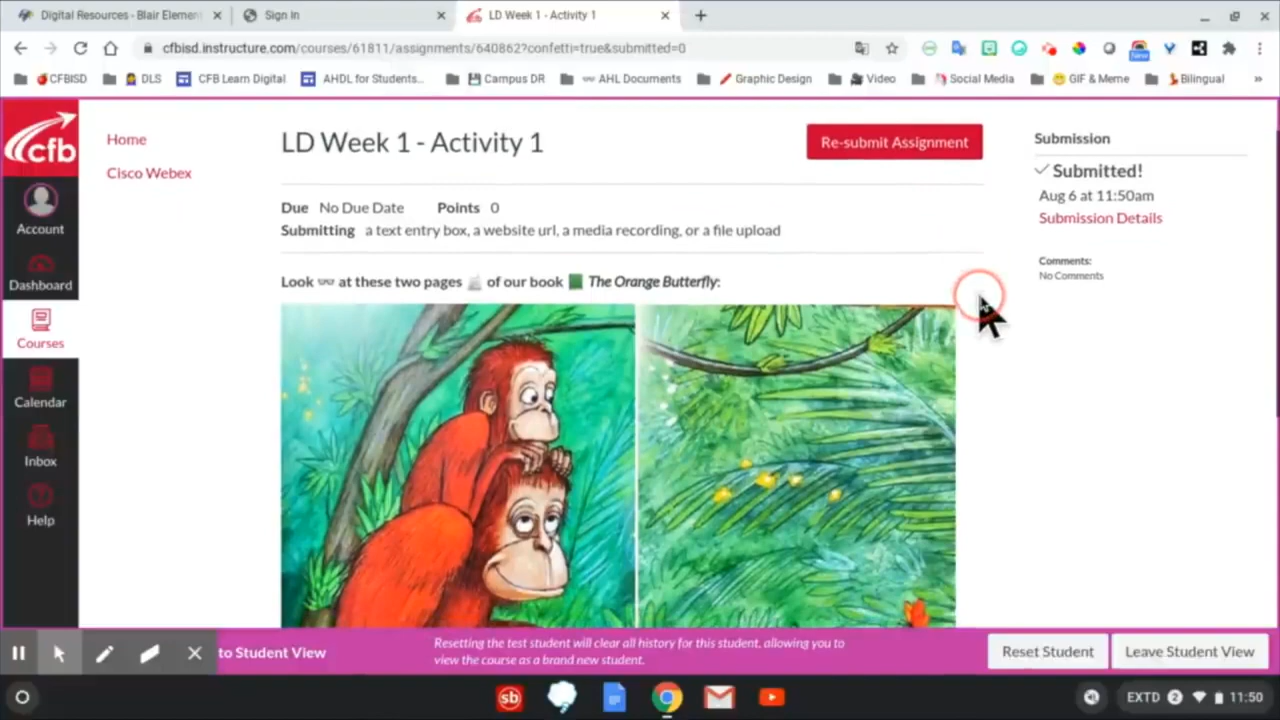 Digital Resources - Blair Elemen
Sign In
LD Week 1 - Activity 1
cfbisd.instructure.com/courses/61811/assignments/640862?confetti=true&submitted=0
New
CFBISD
DLS
CFB Learn Digital
AHDL for Students...
Campus DR
AHL Documents
Graphic Design
Video
Social Media
GIF & Meme
Bilingual
»
cfb
Account
Dashboard
Courses
Calendar
Inbox
Help
Home
Cisco Webex
LD Week 1 - Activity 1
Re-submit Assignment
Due No Due Date Points 0
Submitting a text entry box, a website url, a media recording, or a file upload
Look at these two pages of our book The Orange Butterfly:
Submission
Submitted!
Aug 6 at 11:50am
Submission Details
Comments:
No Comments
to Student View
Resetting the test student will clear all history for this student, allowing you to
view the course as a brand new student.
Reset Student
Leave Student View
sb
EXTD 2 11:50